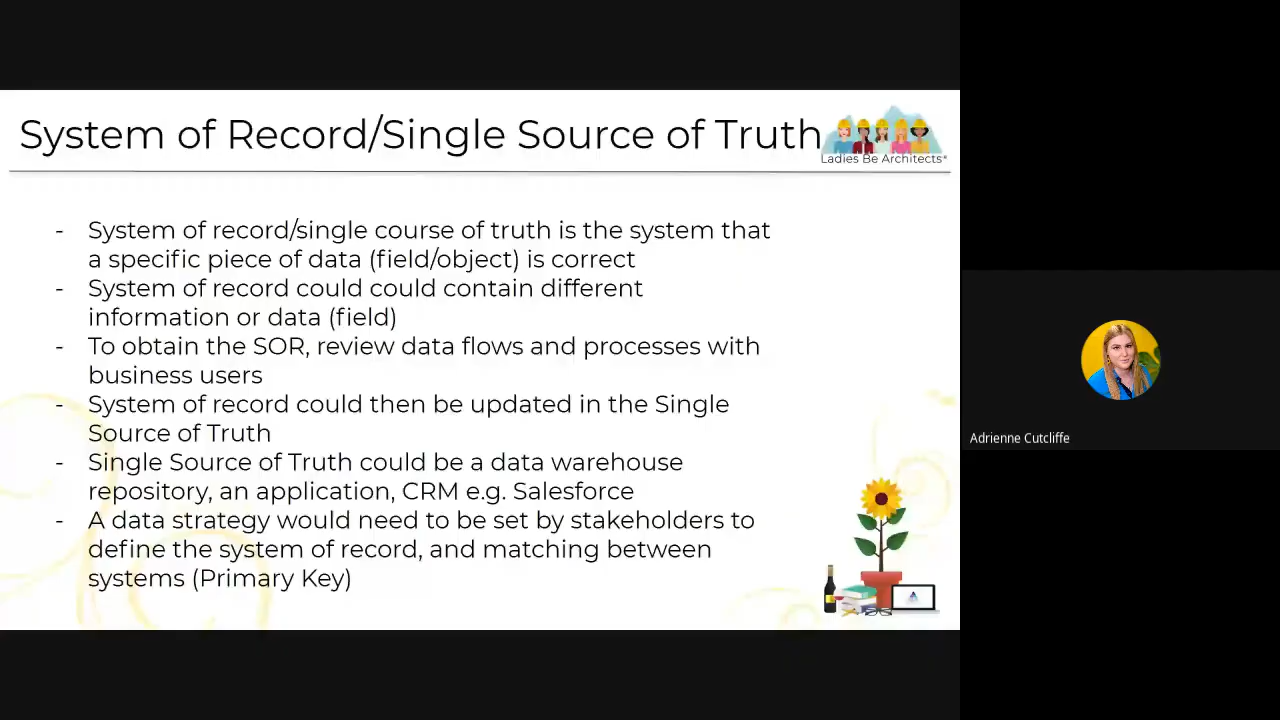 System of Record/Single Source of Truth
Ladies Be Architects*
- System of record/single course of truth is the system that
a specific piece of data (field/object) is correct
- System of record could could contain different
information or data (field)
- To obtain the SOR, review data flows and processes with
business users
- System of record could then be updated in the Single
Source of Truth
- Single Source of Truth could be a data warehouse
repository, an application, CRM e.g. Salesforce
- A data strategy would need to be set by stakeholders to
define the system of record, and matching between
systems (Primary Key)
Adrienne Cutcliffe